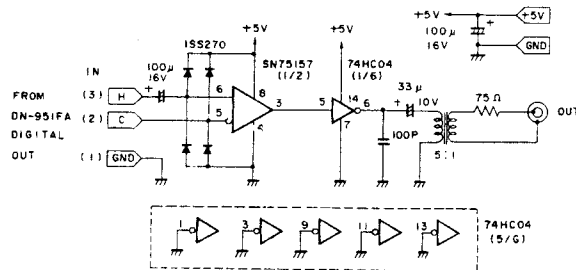 +5V
+5V
100μ
16V
GND
+5V
+5V
1SS270
SN75157
(1/2)
74HC04
(1/6)
100μ
16V
IN
33μ
75Ω
FROM
(3)
H
6
8
3
5
14
6
10V
OUT
DN-951FA
(2)
C
5
7
DIGITAL
100P
OUT
(1)
GND
5:1
1
3
9
11
13
74HC04
(5/6)